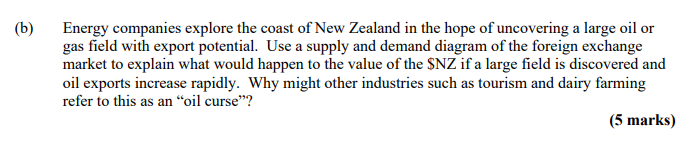 (b) Energy companies explore the coast of New Zealand in the hope of uncovering a large oil or
gas field with export potential. Use a supply and demand diagram of the foreign exchange
market to explain what would happen to the value of the $NZ if a large field is discovered and
oil exports increase rapidly. Why might other industries such as tourism and dairy farming
refer to this as an “oil curse”?
(5 marks)